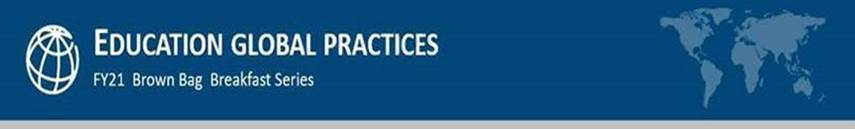 EDUCATION GLOBAL PRACTICES
FY21 Brown Bag Breakfast Series